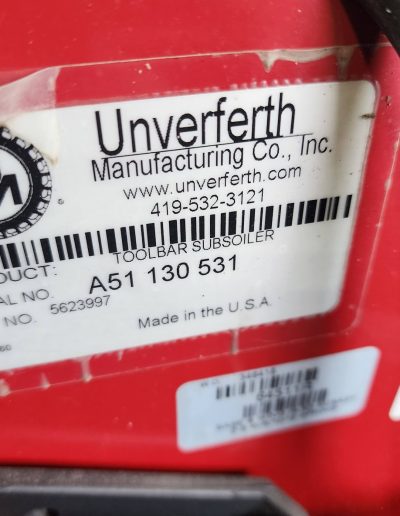 Unverferth
Manufacturing Co., Inc.
www.unverferth.com
419-532-3121
ODUCT: TOOLBAR SUBSOILER
AL NO. A51 130 531
NO. 5623997
Made in the U.S.A.